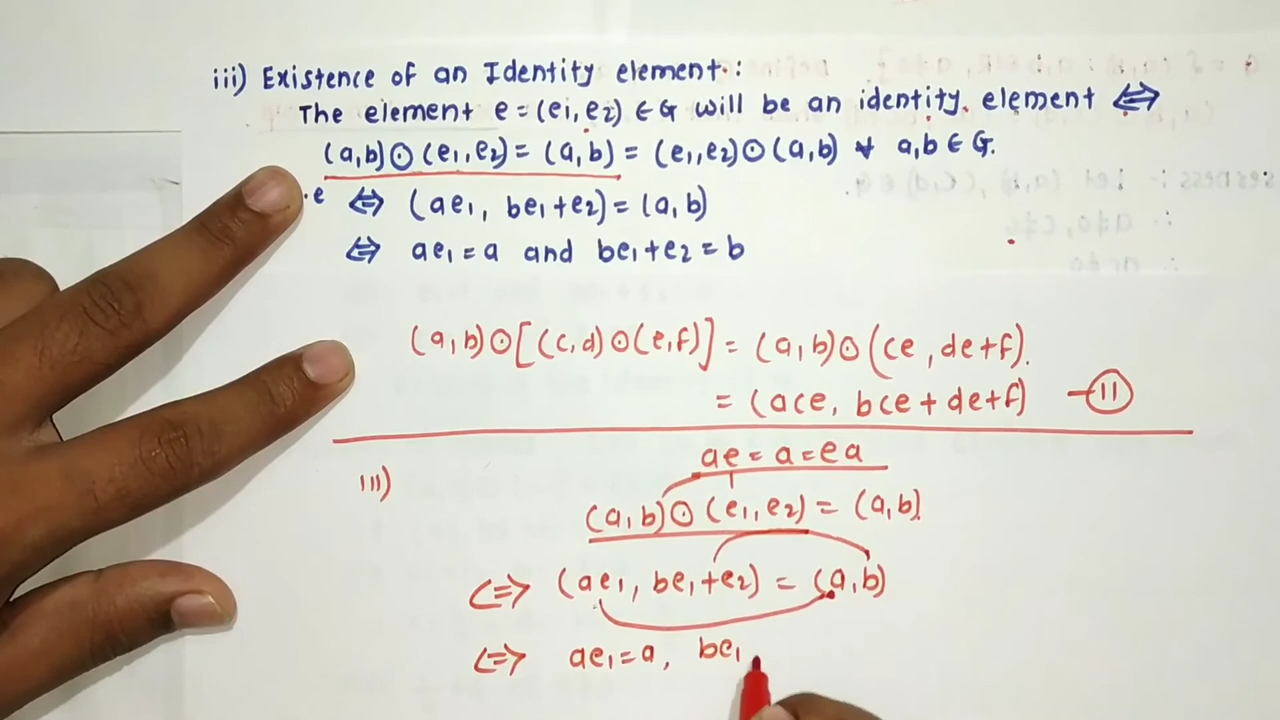 iii) Existence of an Identity element :
The element e = (e1, e2) ∈ G will be an identity element ⇔
(a,b)⊙(e1,e2) = (a,b) = (e1,e2)⊙(a,b) ∀ a,b ∈ G.
.e ⇔ (ae1, be1+e2) = (a,b)
⇔ ae1 = a and be1+e2 = b
(a,b)⊙[(c,d)⊙(e,f)] = (a,b)⊙(ce, de+f).
= (ace, bce+de+f) —(11)
ae = a = ea
111)
(a,b)⊙(e1,e2) = (a,b).
⇔ (ae1, be1+e2) = (a,b)
⇔ ae1 = a, be1